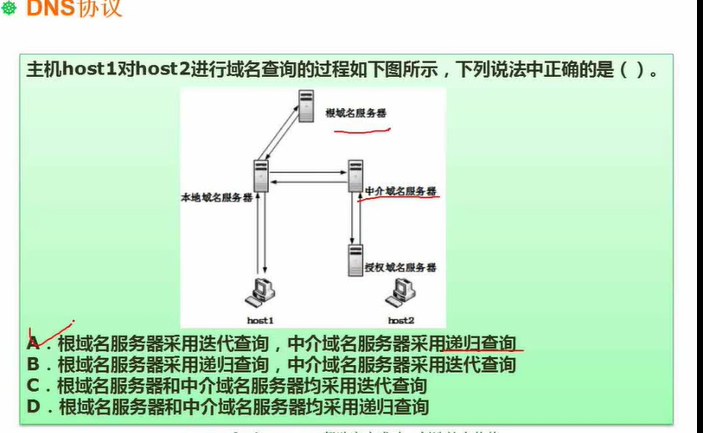 DNS协议
主机host1对host2进行域名查询的过程如下图所示，下列说法中正确的是（ ）。
根域名服务器
本地域名服务器
中介域名服务器
授权域名服务器
host1
host2
A．根域名服务器采用迭代查询，中介域名服务器采用递归查询
B．根域名服务器采用递归查询，中介域名服务器采用迭代查询
C．根域名服务器和中介域名服务器均采用迭代查询
D．根域名服务器和中介域名服务器均采用递归查询